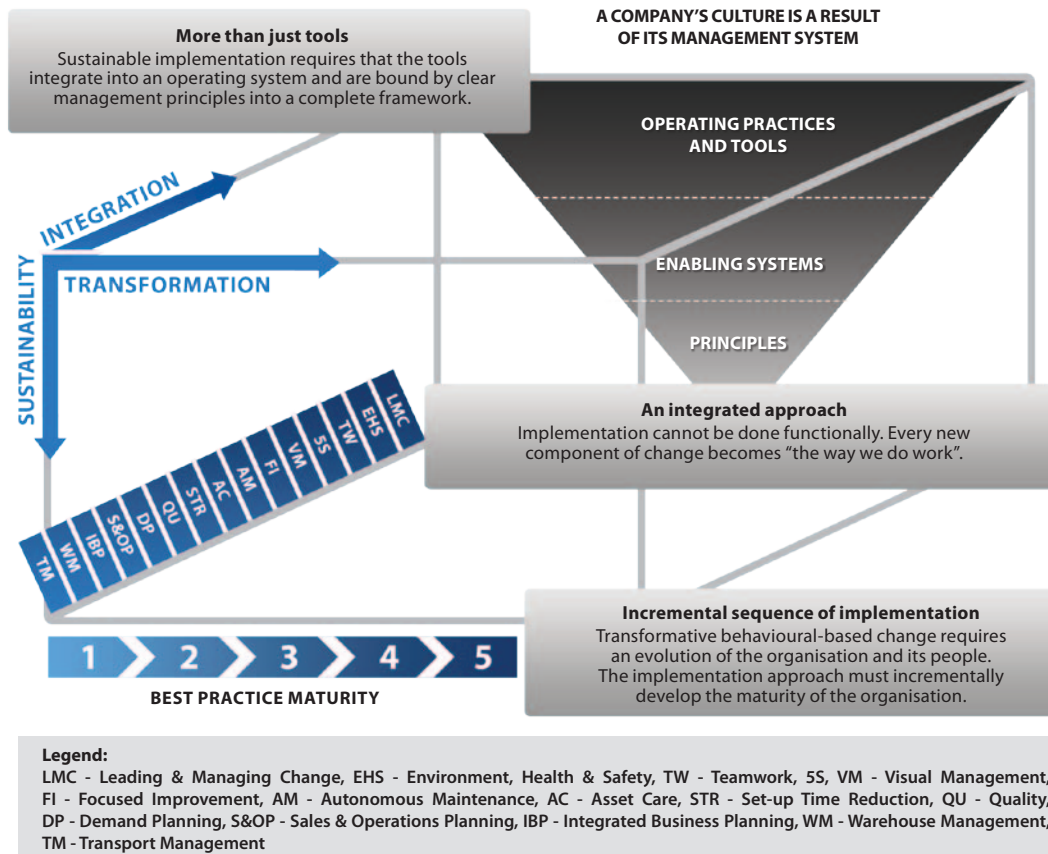 A COMPANY’S CULTURE IS A RESULT
OF ITS MANAGEMENT SYSTEM
More than just tools
Sustainable implementation requires that the tools
integrate into an operating system and are bound by clear
management principles into a complete framework.
OPERATING PRACTICES
AND TOOLS
INTEGRATION
TRANSFORMATION
SUSTAINABILITY
ENABLING SYSTEMS
PRINCIPLES
An integrated approach
Implementation cannot be done functionally. Every new
component of change becomes “the way we do work”.
TM
WM
IBP
S&OP
DP
QU
STR
AC
AM
FI
VM
5S
TW
EHS
LMC
Incremental sequence of implementation
Transformative behavioural-based change requires
an evolution of the organisation and its people.
The implementation approach must incrementally
develop the maturity of the organisation.
1 2 3 4 5
BEST PRACTICE MATURITY
Legend:
LMC - Leading & Managing Change, EHS - Environment, Health & Safety, TW - Teamwork, 5S, VM - Visual Management,
FI - Focused Improvement, AM - Autonomous Maintenance, AC - Asset Care, STR - Set-up Time Reduction, QU - Quality,
DP - Demand Planning, S&OP - Sales & Operations Planning, IBP - Integrated Business Planning, WM - Warehouse Management,
TM - Transport Management